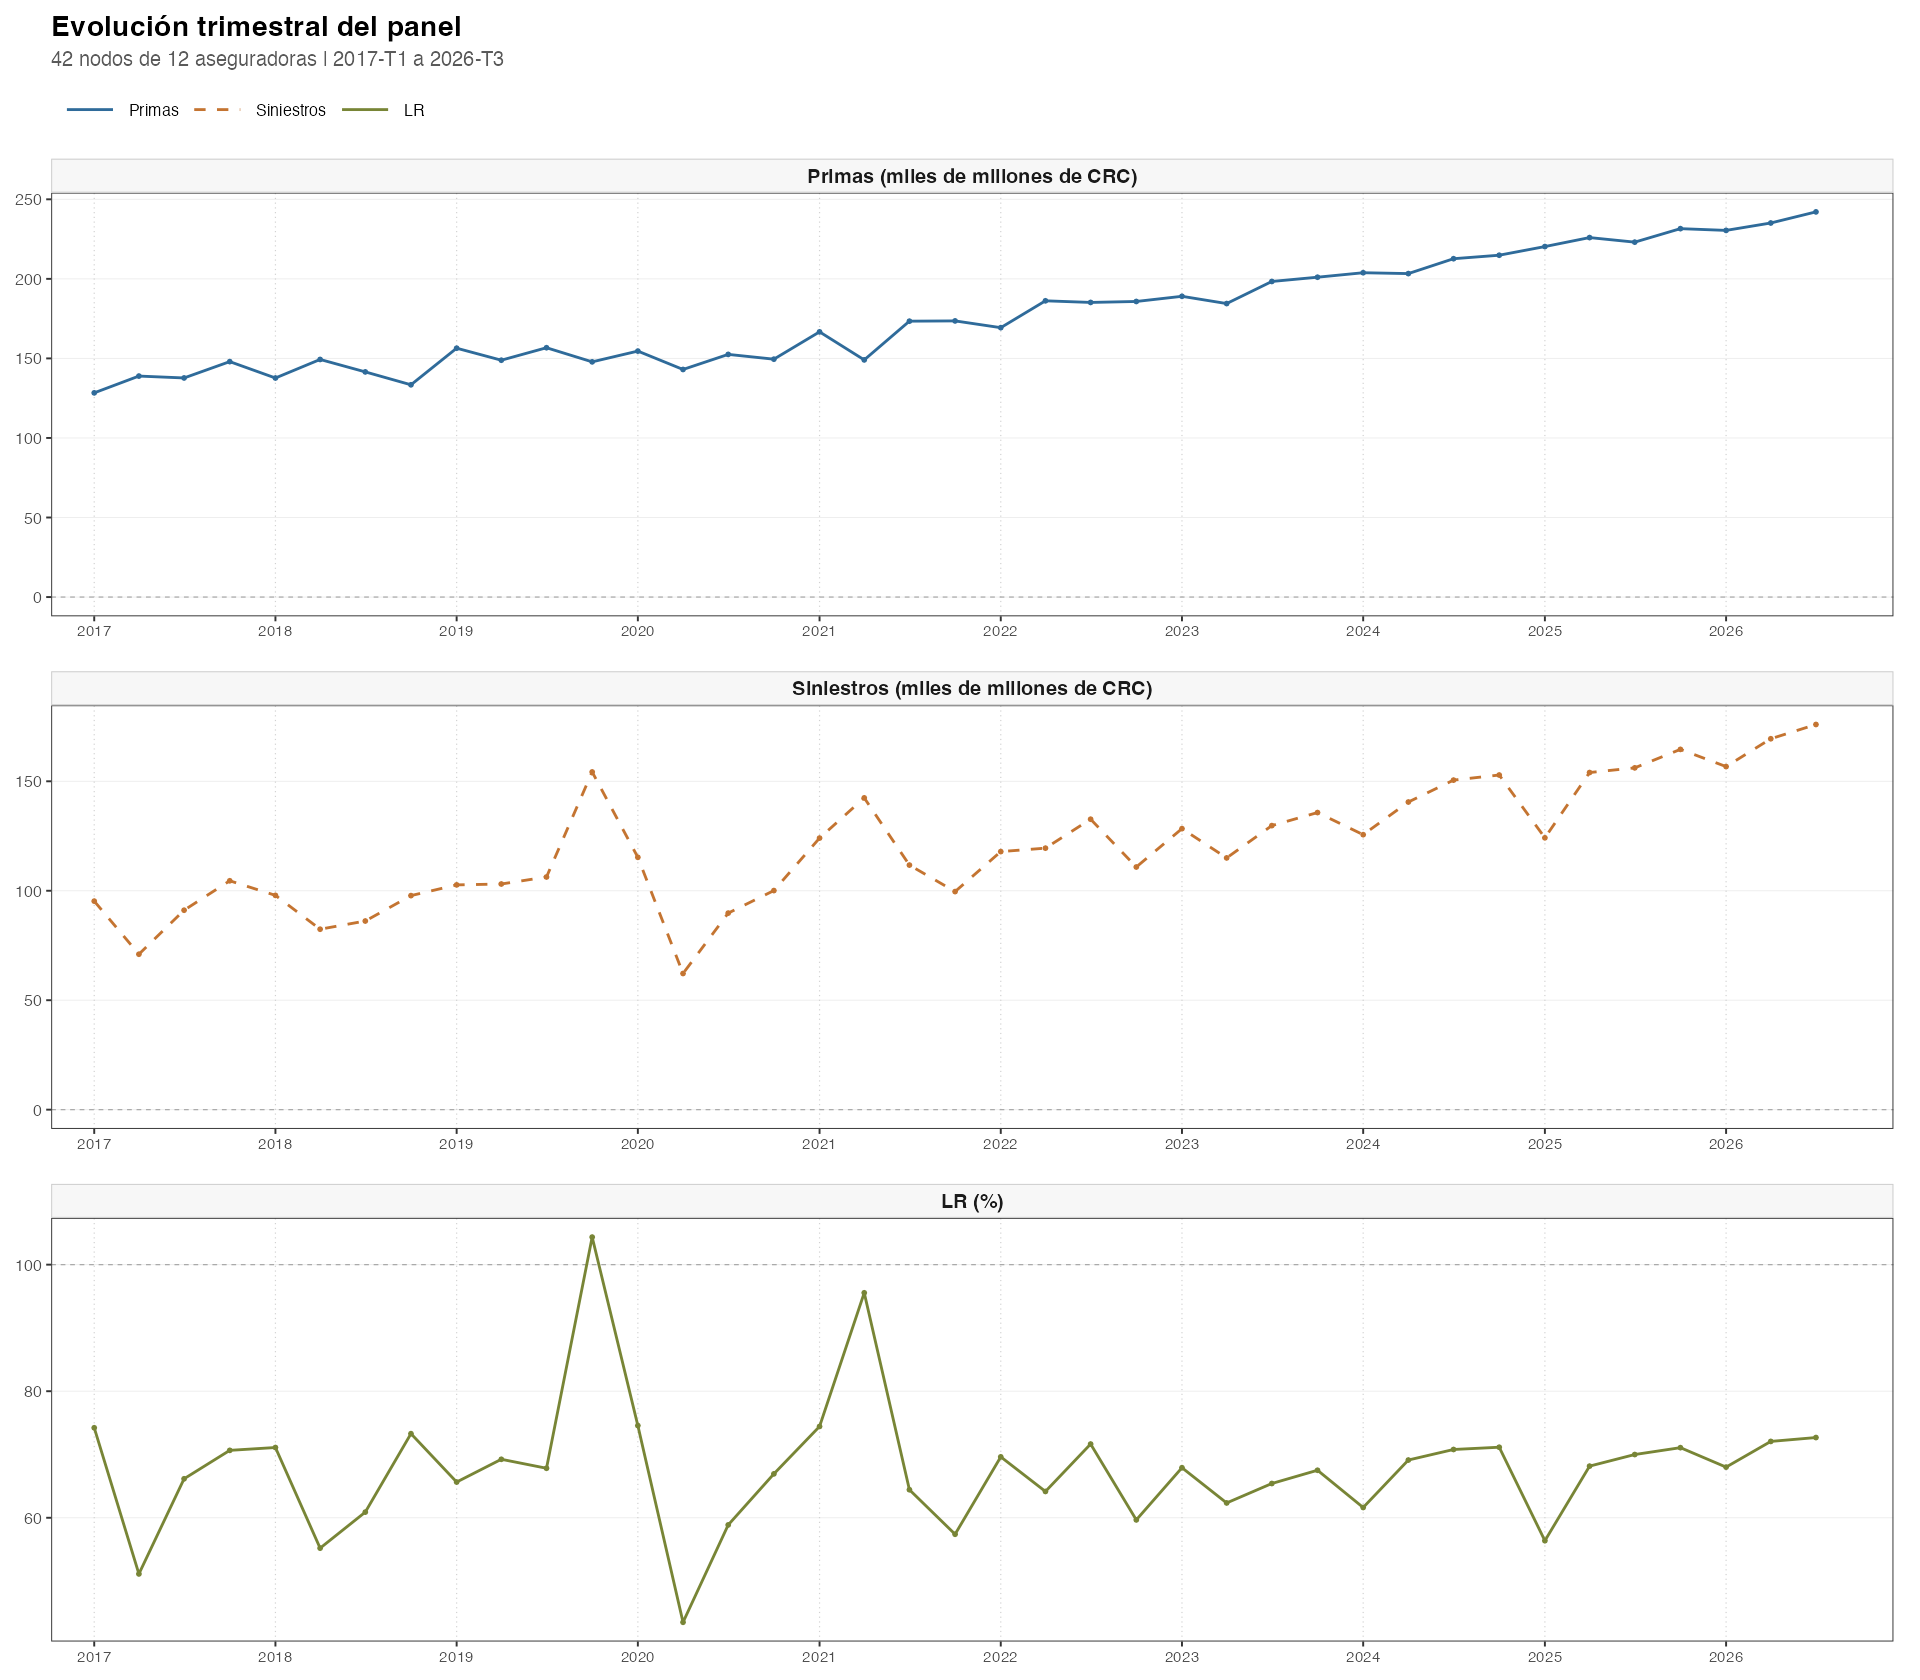 Evolución trimestral del panel
42 nodos de 12 aseguradoras | 2017-T1 a 2026-T3
Primas Siniestros LR
Primas (miles de millones de CRC)
250
200
150
100
50
0
2017 2018 2019 2020 2021 2022 2023 2024 2025 2026
Siniestros (miles de millones de CRC)
150
100
50
0
2017 2018 2019 2020 2021 2022 2023 2024 2025 2026
LR (%)
100
80
60
2017 2018 2019 2020 2021 2022 2023 2024 2025 2026